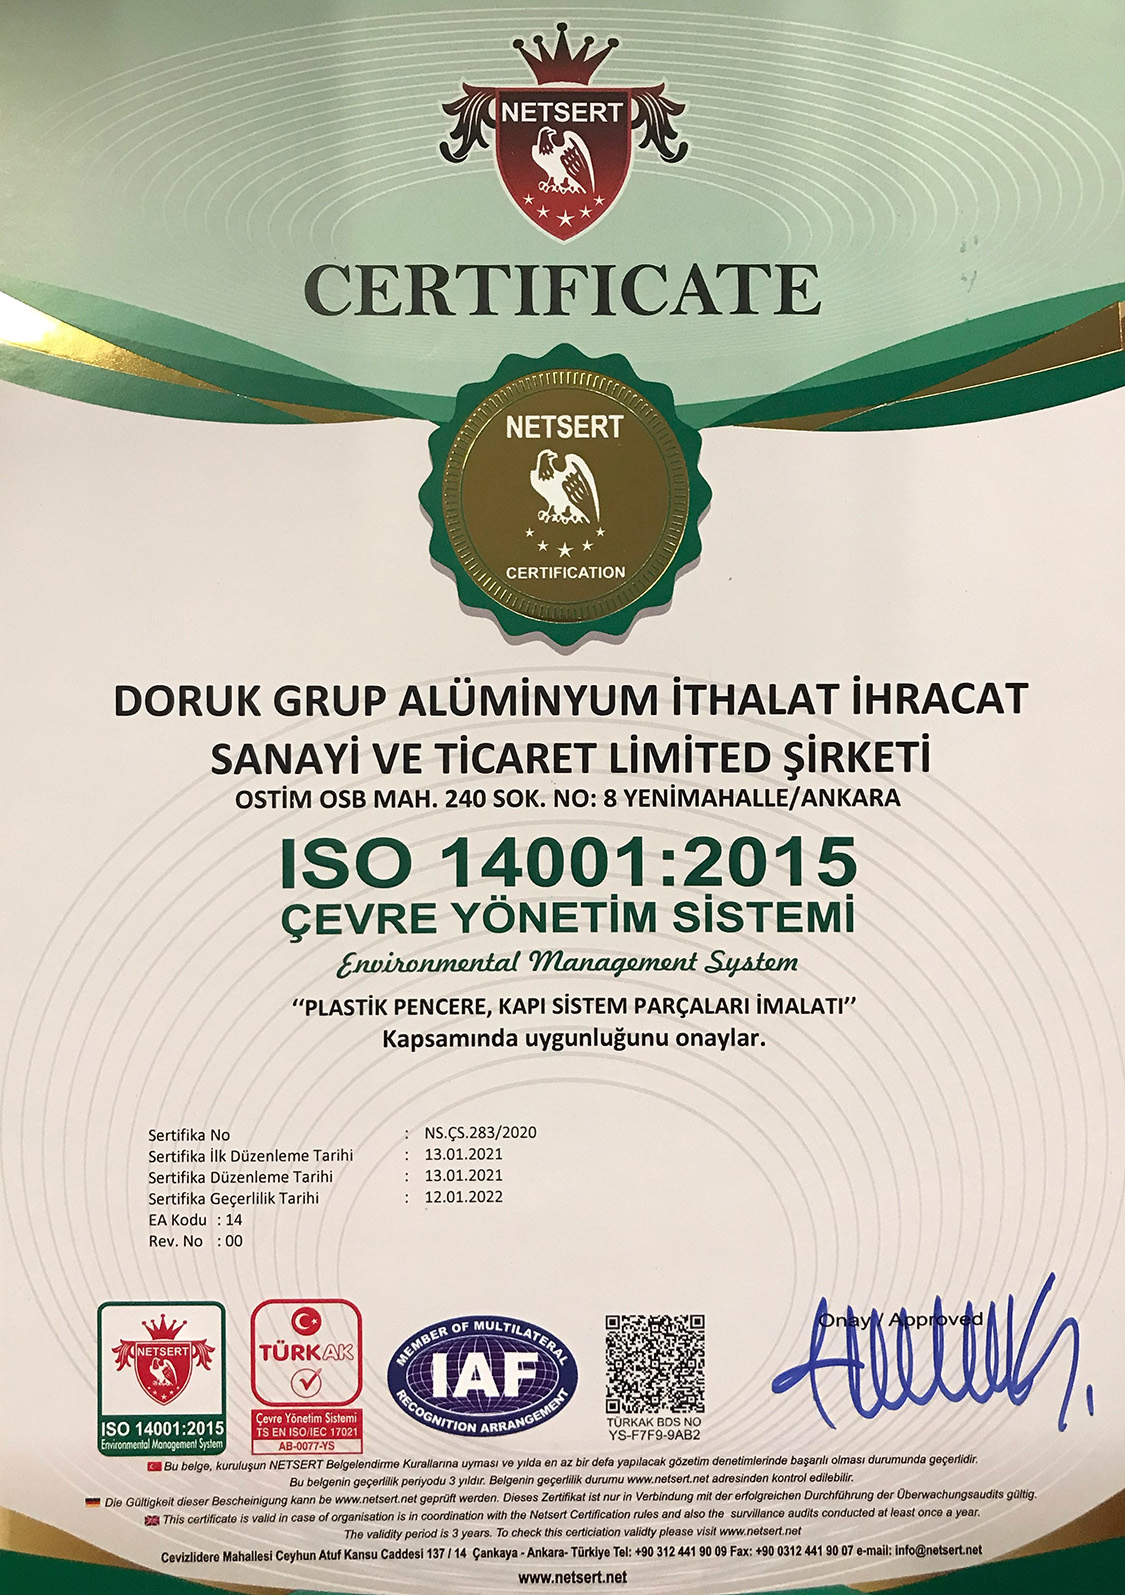 NETSERT
CERTIFICATE
NETSERT
CERTIFICATION
DORUK GRUP ALÜMİNYUM İTHALAT İHRACAT
SANAYİ VE TİCARET LİMİTED ŞİRKETİ
OSTİM OSB MAH. 240 SOK. NO: 8 YENİMAHALLE/ANKARA
ISO 14001:2015
ÇEVRE YÖNETİM SİSTEMİ
Environmental Management System
‘‘PLASTİK PENCERE, KAPI SİSTEM PARÇALARI İMALATI’’
Kapsamında uygunluğunu onaylar.
Sertifika No : NS.ÇS.283/2020
Sertifika İlk Düzenleme Tarihi : 13.01.2021
Sertifika Düzenleme Tarihi : 13.01.2021
Sertifika Geçerlilik Tarihi : 12.01.2022
EA Kodu : 14
Rev. No : 00
NETSERT
ISO 14001:2015
Environmental Management System
TÜRKAK
Çevre Yönetim Sistemi
TS EN ISO/IEC 17021
AB-0077-YS
MEMBER OF MULTILATERAL
IAF
RECOGNITION ARRANGEMENT
TÜRKAK BDS NO
YS-F7F9-9AB2
Onay / Approved
Bu belge, kuruluşun NETSERT Belgelendirme Kurallarına uyması ve yılda en az bir defa yapılacak gözetim denetimlerinde başarılı olması durumunda geçerlidir.
Bu belgenin geçerlilik periyodu 3 yıldır. Belgenin geçerlilik durumu www.netsert.net adresinden kontrol edilebilir.
Die Gültigkeit dieser Bescheinigung kann be www.netsert.net geprüft werden. Dieses Zertifikat ist nur in Verbindung mit der erfolgreichen Durchführung der Überwachungsaudits gültig.
This certificate is valid in case of organisation is in coordination with the Netsert Certification rules and also the survillance audits conducted at least once a year.
The validity period is 3 years. To check this certiciation validty please visit www.netsert.net
Cevizlidere Mahallesi Ceyhun Atuf Kansu Caddesi 137 / 14 Çankaya - Ankara- Türkiye Tel: +90 312 441 90 09 Fax: +90 0312 441 90 07 e-mail: info@netsert.net
www.netsert.net